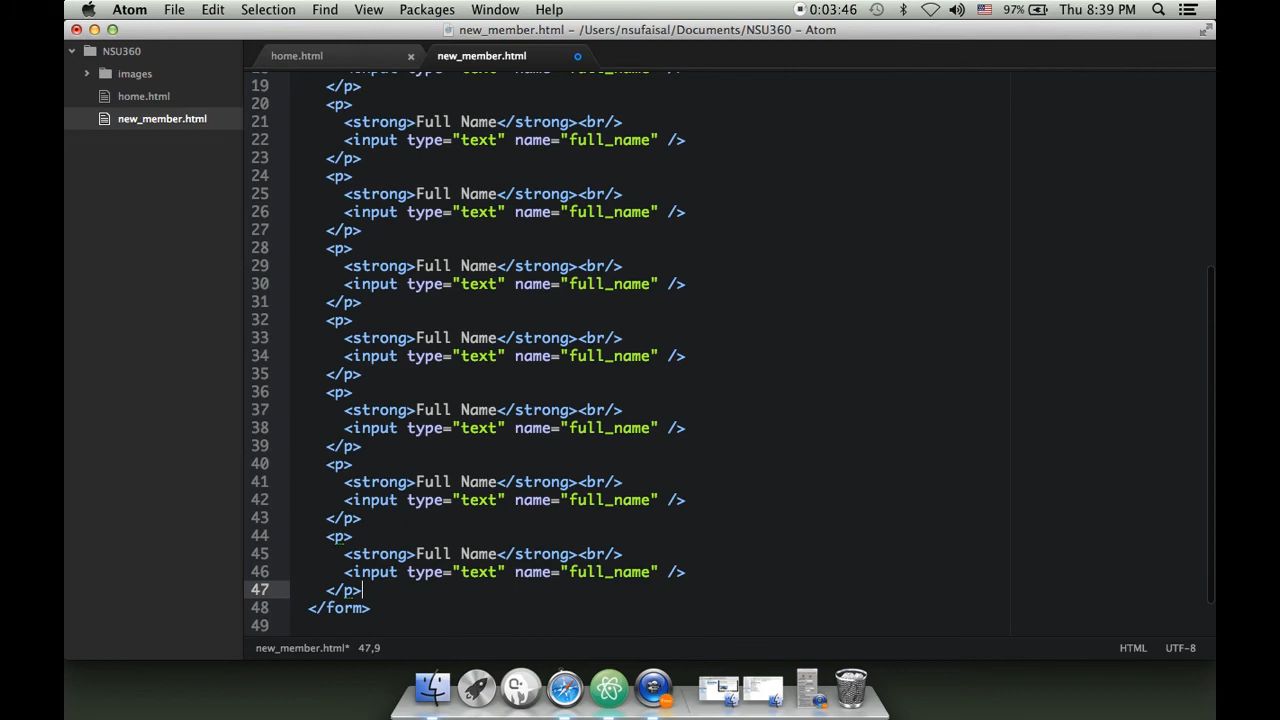 Atom File Edit Selection Find View Packages Window Help 0:03:46 97% Thu 8:39 PM
new_member.html - /Users/nsufaisal/Documents/NSU360 - Atom
NSU360
images
home.html
new_member.html
home.html new_member.html
19 </p>
20 <p>
21 <strong>Full Name</strong><br/>
22 <input type="text" name="full_name" />
23 </p>
24 <p>
25 <strong>Full Name</strong><br/>
26 <input type="text" name="full_name" />
27 </p>
28 <p>
29 <strong>Full Name</strong><br/>
30 <input type="text" name="full_name" />
31 </p>
32 <p>
33 <strong>Full Name</strong><br/>
34 <input type="text" name="full_name" />
35 </p>
36 <p>
37 <strong>Full Name</strong><br/>
38 <input type="text" name="full_name" />
39 </p>
40 <p>
41 <strong>Full Name</strong><br/>
42 <input type="text" name="full_name" />
43 </p>
44 <p>
45 <strong>Full Name</strong><br/>
46 <input type="text" name="full_name" />
47 </p>
48 </form>
49
new_member.html* 47,9 HTML UTF-8